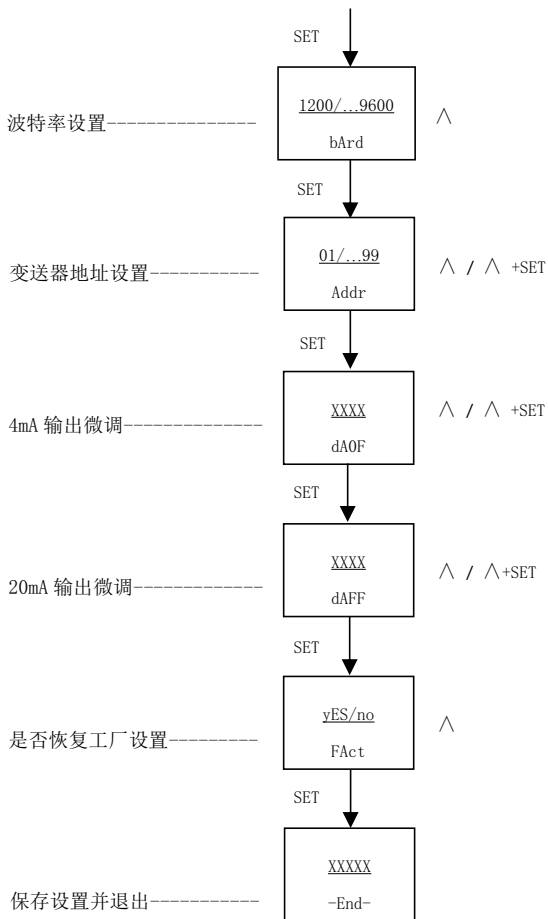 SET
1200/...9600
波特率设置--------------- ∧
bArd
SET
01/...99
变送器地址设置----------- ∧ / ∧ +SET
Addr
SET
XXXX ∧ / ∧ +SET
4mA 输出微调-------------- dA0F
SET
XXXX ∧ / ∧+SET
20mA 输出微调------------- dAFF
SET
yES/no ∧
是否恢复工厂设置---------
FAct
SET
XXXXX
保存设置并退出----------- -End-